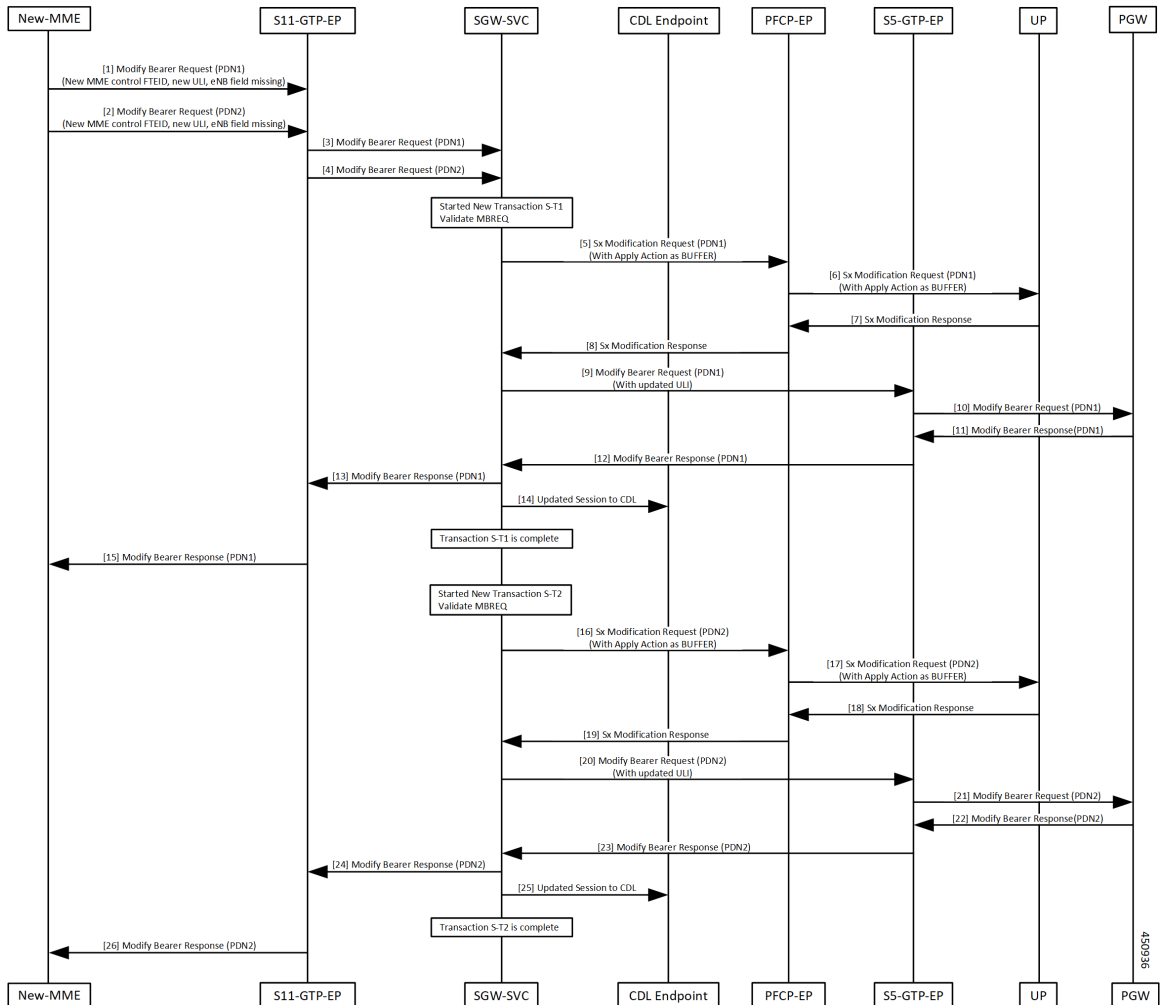 New-MME
S11-GTP-EP
SGW-SVC
CDL Endpoint
PFCP-EP
S5-GTP-EP
UP
PGW
[1] Modify Bearer Request (PDN1)
(New MME control FTEID, new ULI, eNB field missing)
[2] Modify Bearer Request (PDN2)
(New MME control FTEID, new ULI, eNB field missing)
[3] Modify Bearer Request (PDN1)
[4] Modify Bearer Request (PDN2)
Started New Transaction S-T1
Validate MBREQ
[5] Sx Modification Request (PDN1)
(With Apply Action as BUFFER)
[6] Sx Modification Request (PDN1)
(With Apply Action as BUFFER)
[7] Sx Modification Response
[8] Sx Modification Response
[9] Modify Bearer Request (PDN1)
(With updated ULI)
[10] Modify Bearer Request (PDN1)
[11] Modify Bearer Response(PDN1)
[12] Modify Bearer Response (PDN1)
[13] Modify Bearer Response (PDN1)
[14] Updated Session to CDL
Transaction S-T1 is complete
[15] Modify Bearer Response (PDN1)
Started New Transaction S-T2
Validate MBREQ
[16] Sx Modification Request (PDN2)
(With Apply Action as BUFFER)
[17] Sx Modification Request (PDN2)
(With Apply Action as BUFFER)
[18] Sx Modification Response
[19] Sx Modification Response
[20] Modify Bearer Request (PDN2)
(With updated ULI)
[21] Modify Bearer Request (PDN2)
[22] Modify Bearer Response(PDN2)
[23] Modify Bearer Response (PDN2)
[24] Modify Bearer Response (PDN2)
[25] Updated Session to CDL
Transaction S-T2 is complete
[26] Modify Bearer Response (PDN2)
450936
New-MME
S11-GTP-EP
SGW-SVC
CDL Endpoint
PFCP-EP
S5-GTP-EP
UP
PGW